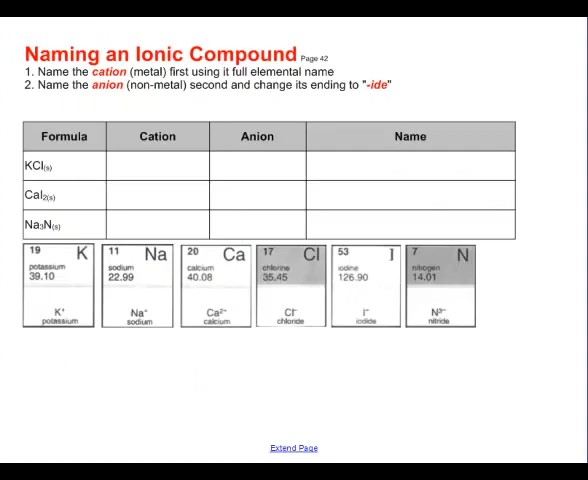 Naming an Ionic Compound Page 42
1. Name the cation (metal) first using it full elemental name
2. Name the anion (non-metal) second and change its ending to "-ide"
Formula Cation Anion Name
KCl(s)
CaI2(s)
Na3N(s)
19 K
potassium
39.10
K+
potassium
11 Na
sodium
22.99
Na+
sodium
20 Ca
calcium
40.08
Ca2+
calcium
17 Cl
chlorine
35.45
Cl-
chloride
53 I
iodine
126.90
I-
iodide
7 N
nitrogen
14.01
N3-
nitride
Extend Page